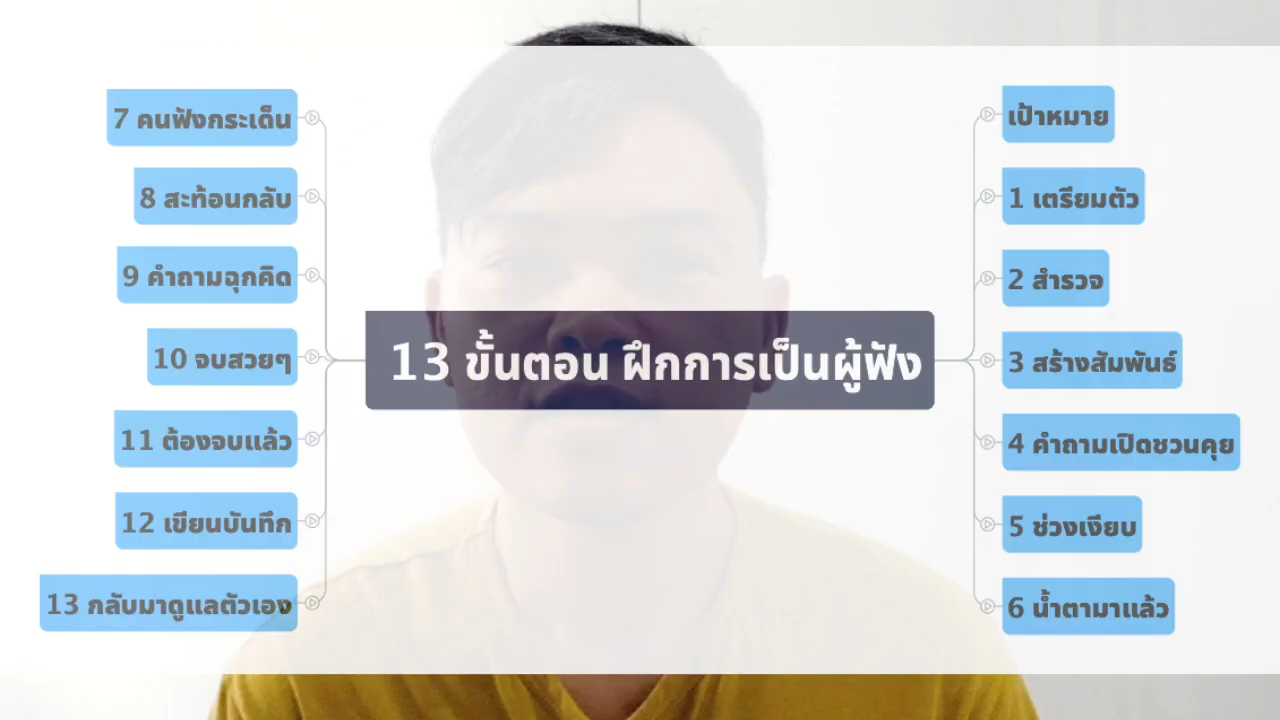 13 ขั้นตอน ฝึกการเป็นผู้ฟัง
เป้าหมาย
1 เตรียมตัว
2 สำรวจ
3 สร้างสัมพันธ์
4 คำถามเปิดชวนคุย
5 ช่วงเงียบ
6 น้ำตามาแล้ว
7 คนฟังกระเด็น
8 สะท้อนกลับ
9 คำถามฉุกคิด
10 จบสวยๆ
11 ต้องจบแล้ว
12 เขียนบันทึก
13 กลับมาดูแลตัวเอง